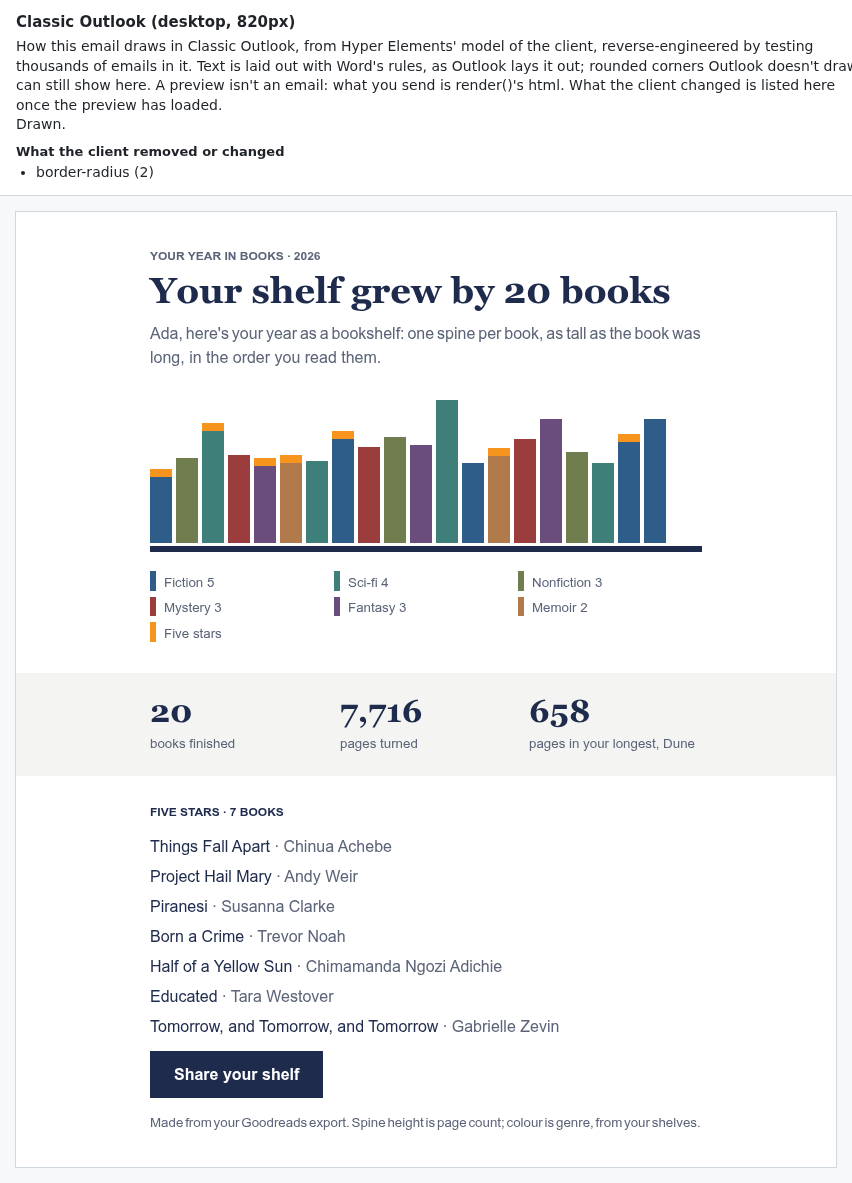 Classic Outlook (desktop, 820px)
How this email draws in Classic Outlook, from Hyper Elements' model of the client, reverse-engineered by testing
thousands of emails in it. Text is laid out with Word's rules, as Outlook lays it out; rounded corners Outlook doesn't draw
can still show here. A preview isn't an email: what you send is render()'s html. What the client changed is listed here
once the preview has loaded.
Drawn.
What the client removed or changed
• border-radius (2)
YOUR YEAR IN BOOKS · 2026
Your shelf grew by 20 books
Ada, here's your year as a bookshelf: one spine per book, as tall as the book was
long, in the order you read them.
Fiction 5
Sci-fi 4
Nonfiction 3
Mystery 3
Fantasy 3
Memoir 2
Five stars
20
7,716
658
books finished
pages turned
pages in your longest, Dune
FIVE STARS · 7 BOOKS
Things Fall Apart · Chinua Achebe
Project Hail Mary · Andy Weir
Piranesi · Susanna Clarke
Born a Crime · Trevor Noah
Half of a Yellow Sun · Chimamanda Ngozi Adichie
Educated · Tara Westover
Tomorrow, and Tomorrow, and Tomorrow · Gabrielle Zevin
Share your shelf
Made from your Goodreads export. Spine height is page count; colour is genre, from your shelves.